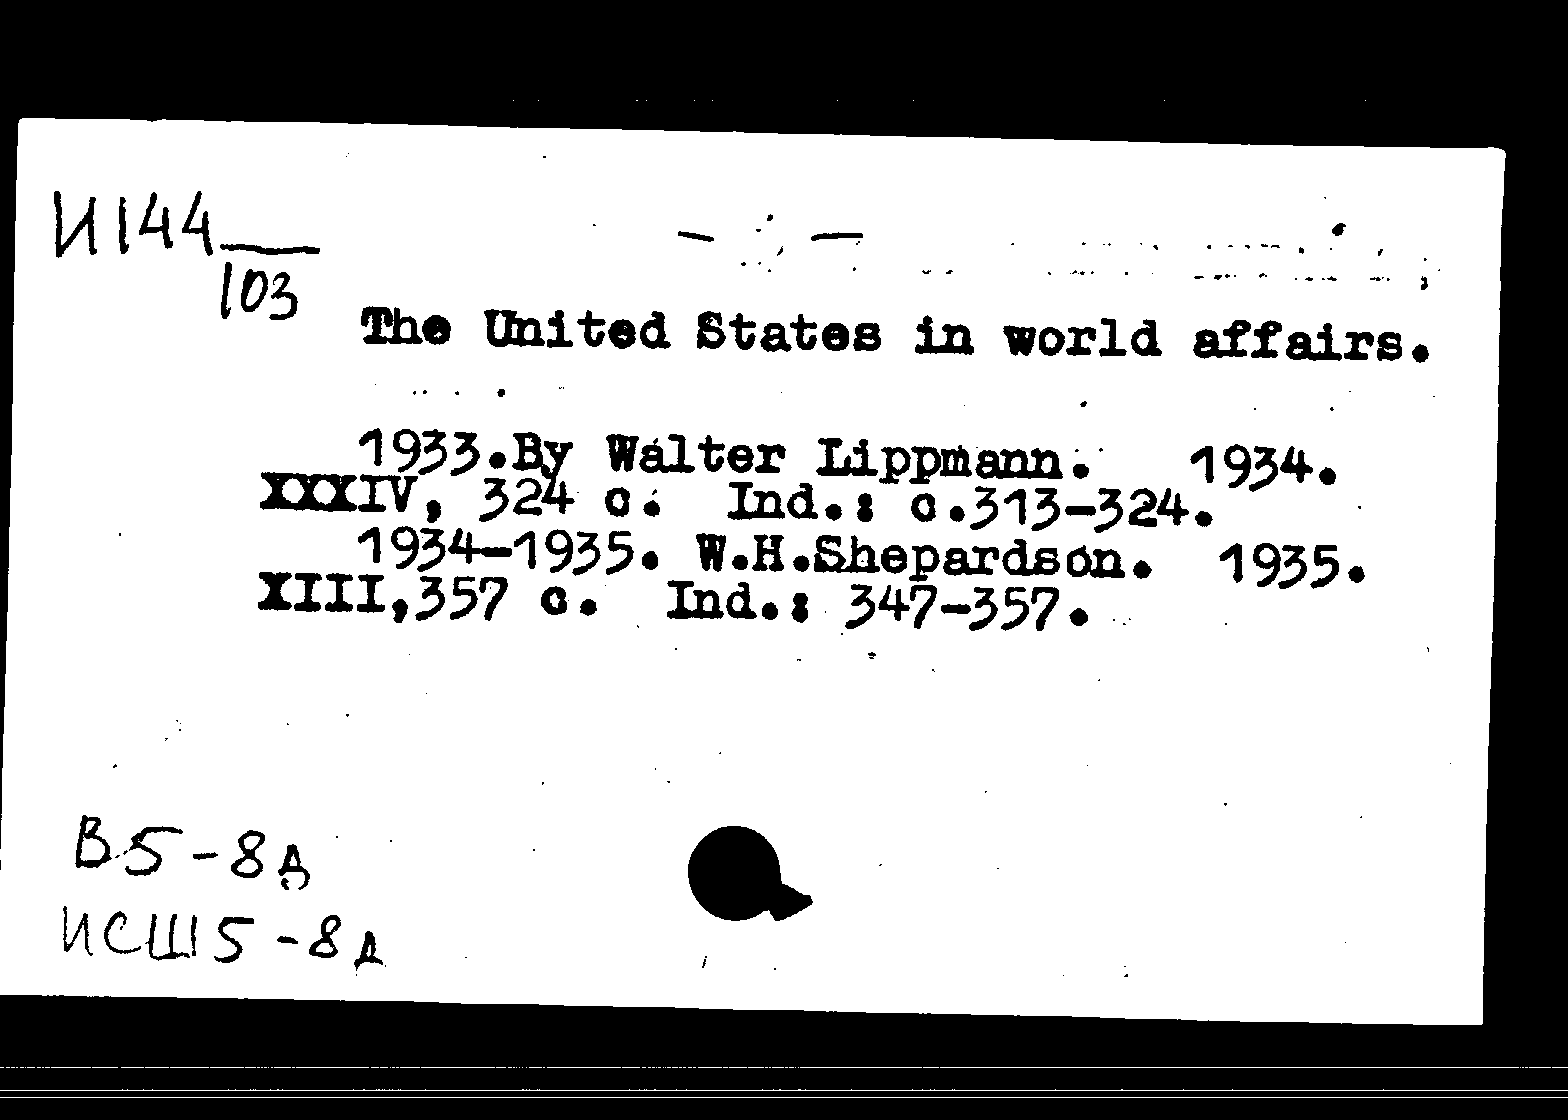 И144
103
The United States in world affairs.
1933.By Walter Lippmann. 1934.
XXXIV, 324 с. Ind.: с.313-324.
1934-1935. W.H.Shepardson. 1935.
XIII,357 с. Ind.: 347-357.
В5-8д
ИСШ5-8д